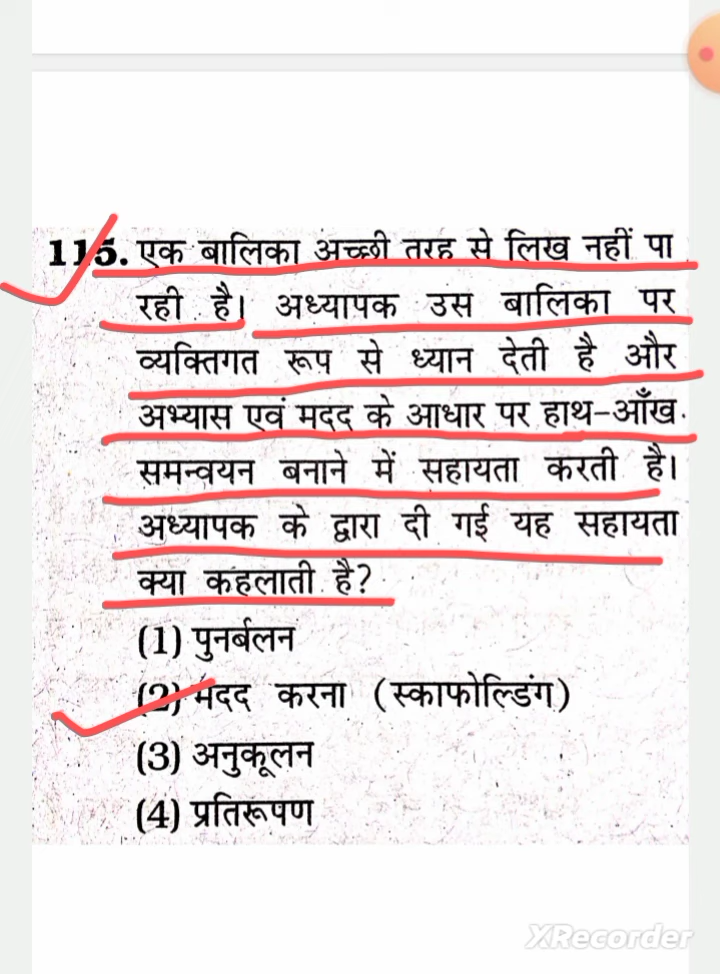 115. एक बालिका अच्छी तरह से लिख नहीं पा
रही है। अध्यापक उस बालिका पर
व्यक्तिगत रूप से ध्यान देती है और
अभ्यास एवं मदद के आधार पर हाथ-आँख
समन्वयन बनाने में सहायता करती है।
अध्यापक के द्वारा दी गई यह सहायता
क्या कहलाती है?
(1) पुनर्बलन
(2) मदद करना (स्काफोल्डिंग)
(3) अनुकूलन
(4) प्रतिरूपण
XRecorder